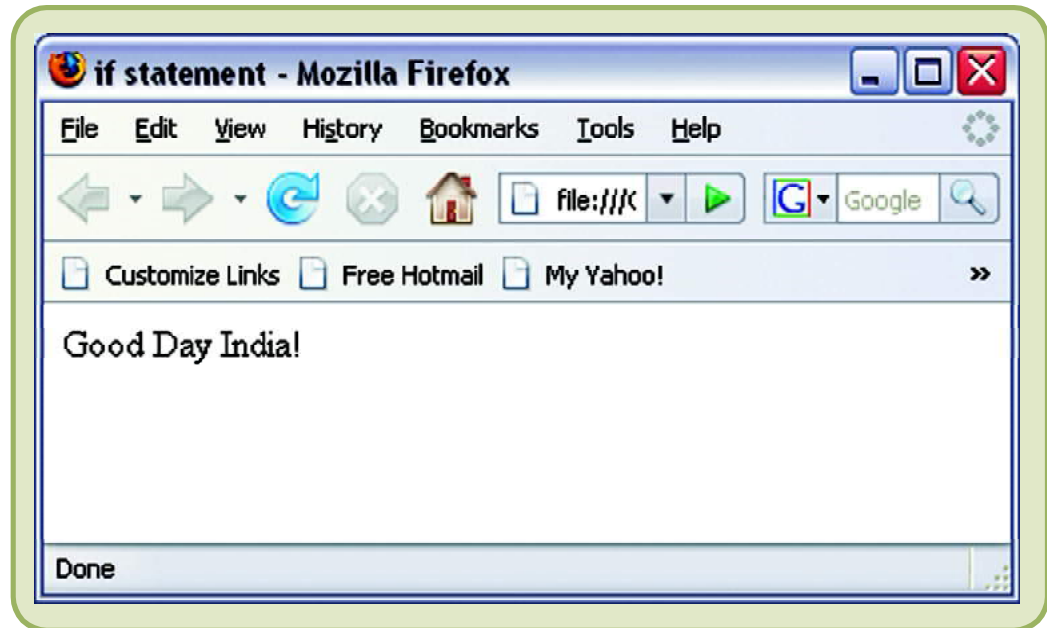 if statement - Mozilla Firefox
File Edit View History Bookmarks Tools Help
file:///C G Google
Customize Links Free Hotmail My Yahoo! »
Good Day India!
Done